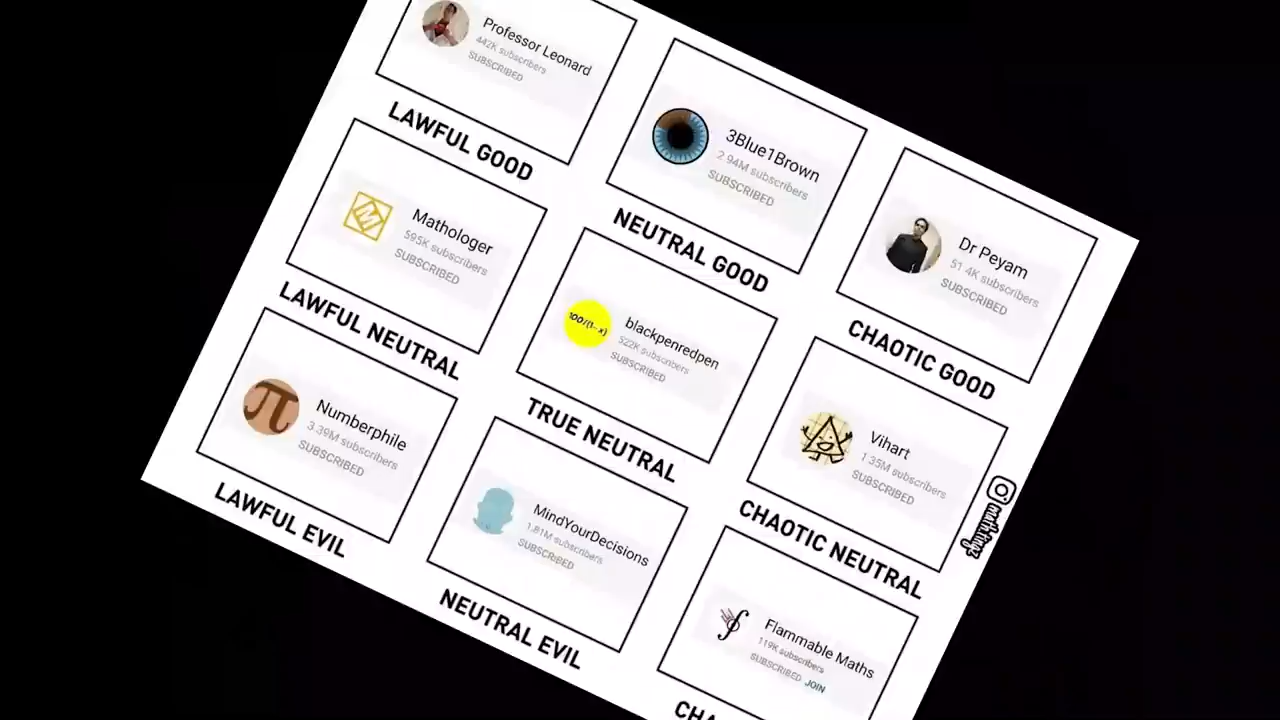 Professor Leonard
442K subscribers
SUBSCRIBED
LAWFUL GOOD
3Blue1Brown
2.94M subscribers
SUBSCRIBED
NEUTRAL GOOD
Dr Peyam
51.4K subscribers
SUBSCRIBED
CHAOTIC GOOD
Mathologer
595K subscribers
SUBSCRIBED
LAWFUL NEUTRAL
100/(1-x)
blackpenredpen
522K subscribers
SUBSCRIBED
TRUE NEUTRAL
Vihart
1.35M subscribers
SUBSCRIBED
CHAOTIC NEUTRAL
Numberphile
3.39M subscribers
SUBSCRIBED
LAWFUL EVIL
MindYourDecisions
1.81M subscribers
SUBSCRIBED
NEUTRAL EVIL
Flammable Maths
119K subscribers
SUBSCRIBED JOIN
CHA